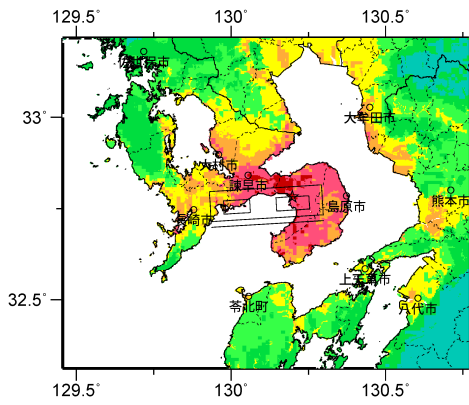 129.5° 130° 130.5°
佐世保市
33°
大牟田市
大村市
諫早市
熊本市
島原市
長崎市
上天草市
32.5°
苓北町
八代市
129.5° 130° 130.5°